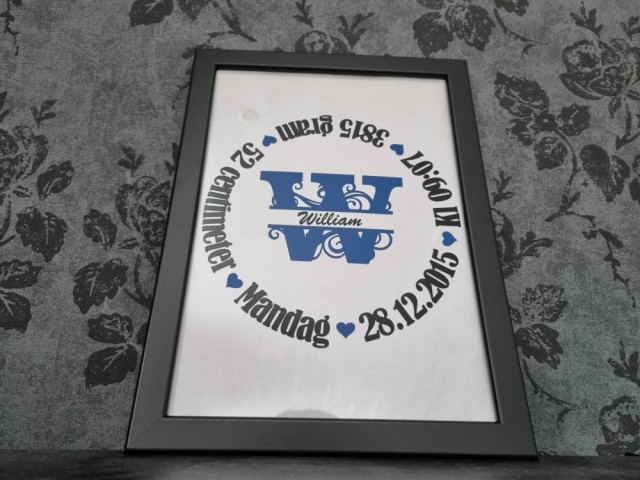 William
Mandag
28.12.2015
Kl 09:07
3815 gram
52 centimeter